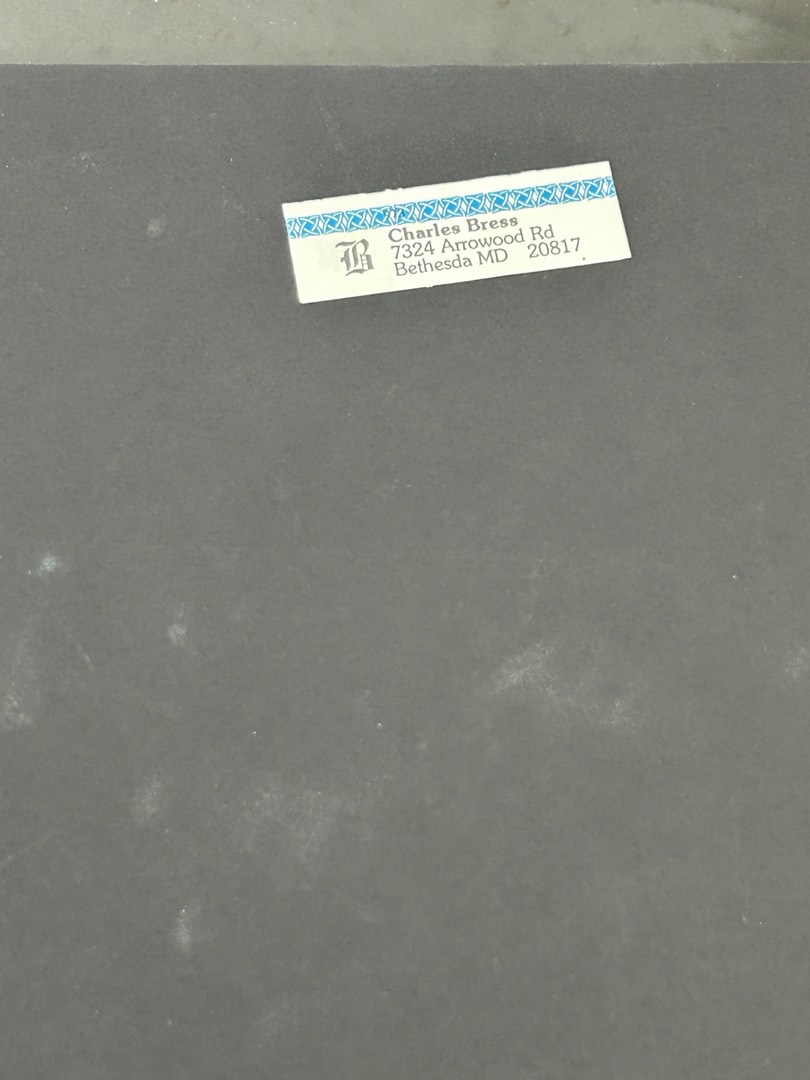 B
Charles Bress
7324 Arrowood Rd
Bethesda MD 20817